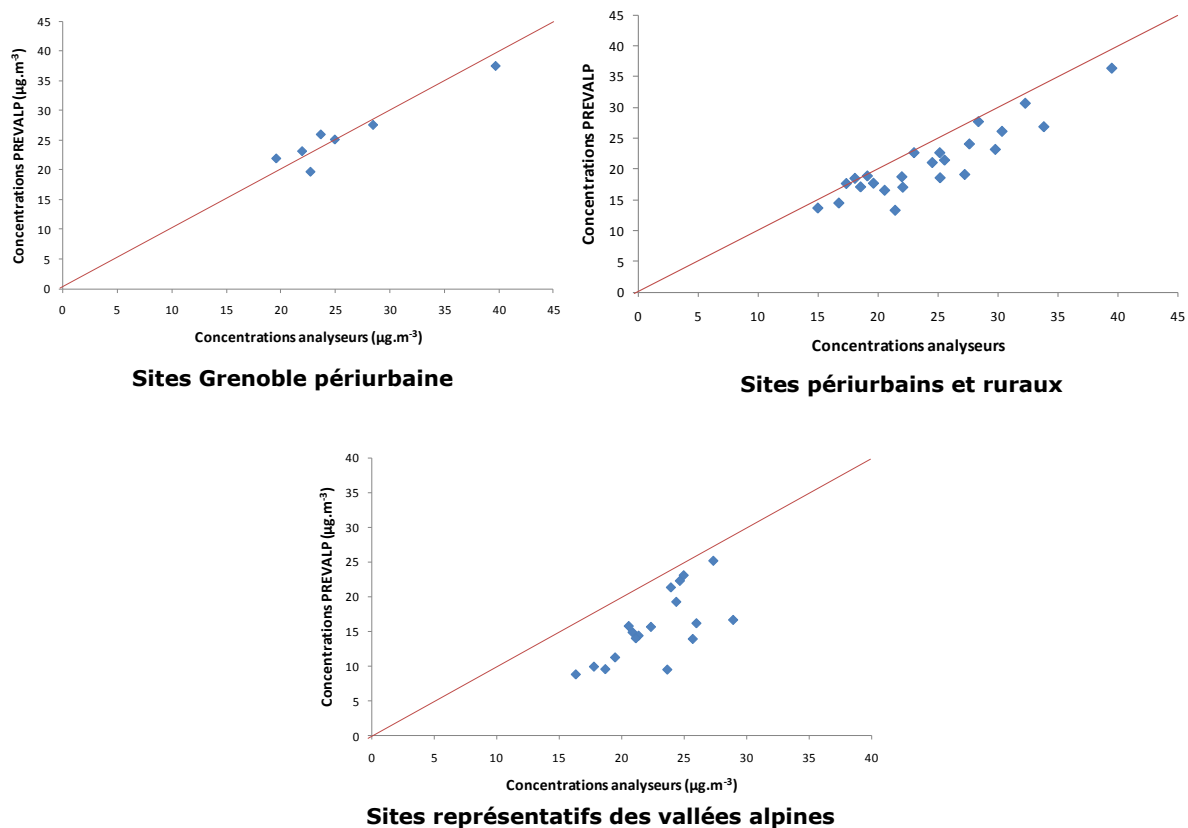 45
40
35
30
25
20
15
10
5
0
Concentrations PREVALP (µg.m-3)
0 5 10 15 20 25 30 35 40 45
Concentrations analyseurs (µg.m-3)
Sites Grenoble périurbaine
45
40
35
30
25
20
15
10
5
0
Concentrations PREVALP
0 5 10 15 20 25 30 35 40 45
Concentrations analyseurs
Sites périurbains et ruraux
40
35
30
25
20
15
10
5
0
Concentrations PREVALP (µg.m-3)
0 5 10 15 20 25 30 35 40
Concentrations analyseurs (µg.m-3)
Sites représentatifs des vallées alpines